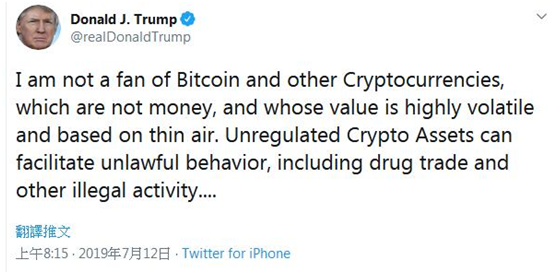 Donald J. Trump
@realDonaldTrump
I am not a fan of Bitcoin and other Cryptocurrencies,
which are not money, and whose value is highly volatile
and based on thin air. Unregulated Crypto Assets can
facilitate unlawful behavior, including drug trade and
other illegal activity....
翻譯推文
上午8:15 · 2019年7月12日 · Twitter for iPhone